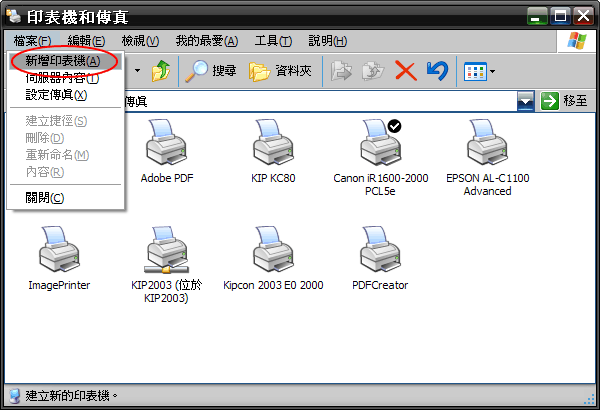 印表機和傳真
檔案(F) 編輯(E) 檢視(V) 我的最愛(A) 工具(T) 說明(H)
新增印表機(A)
伺服器內容(T)
設定傳真(X)
建立捷徑(S)
刪除(D)
重新命名(M)
內容(R)
關閉(C)
搜尋 資料夾
傳真 移至
Adobe PDF
KIP KC80
Canon iR1600-2000
PCL5e
EPSON AL-C1100
Advanced
ImagePrinter
KIP2003 (位於
KIP2003)
Kipcon 2003 E0 2000
PDFCreator
建立新的印表機。